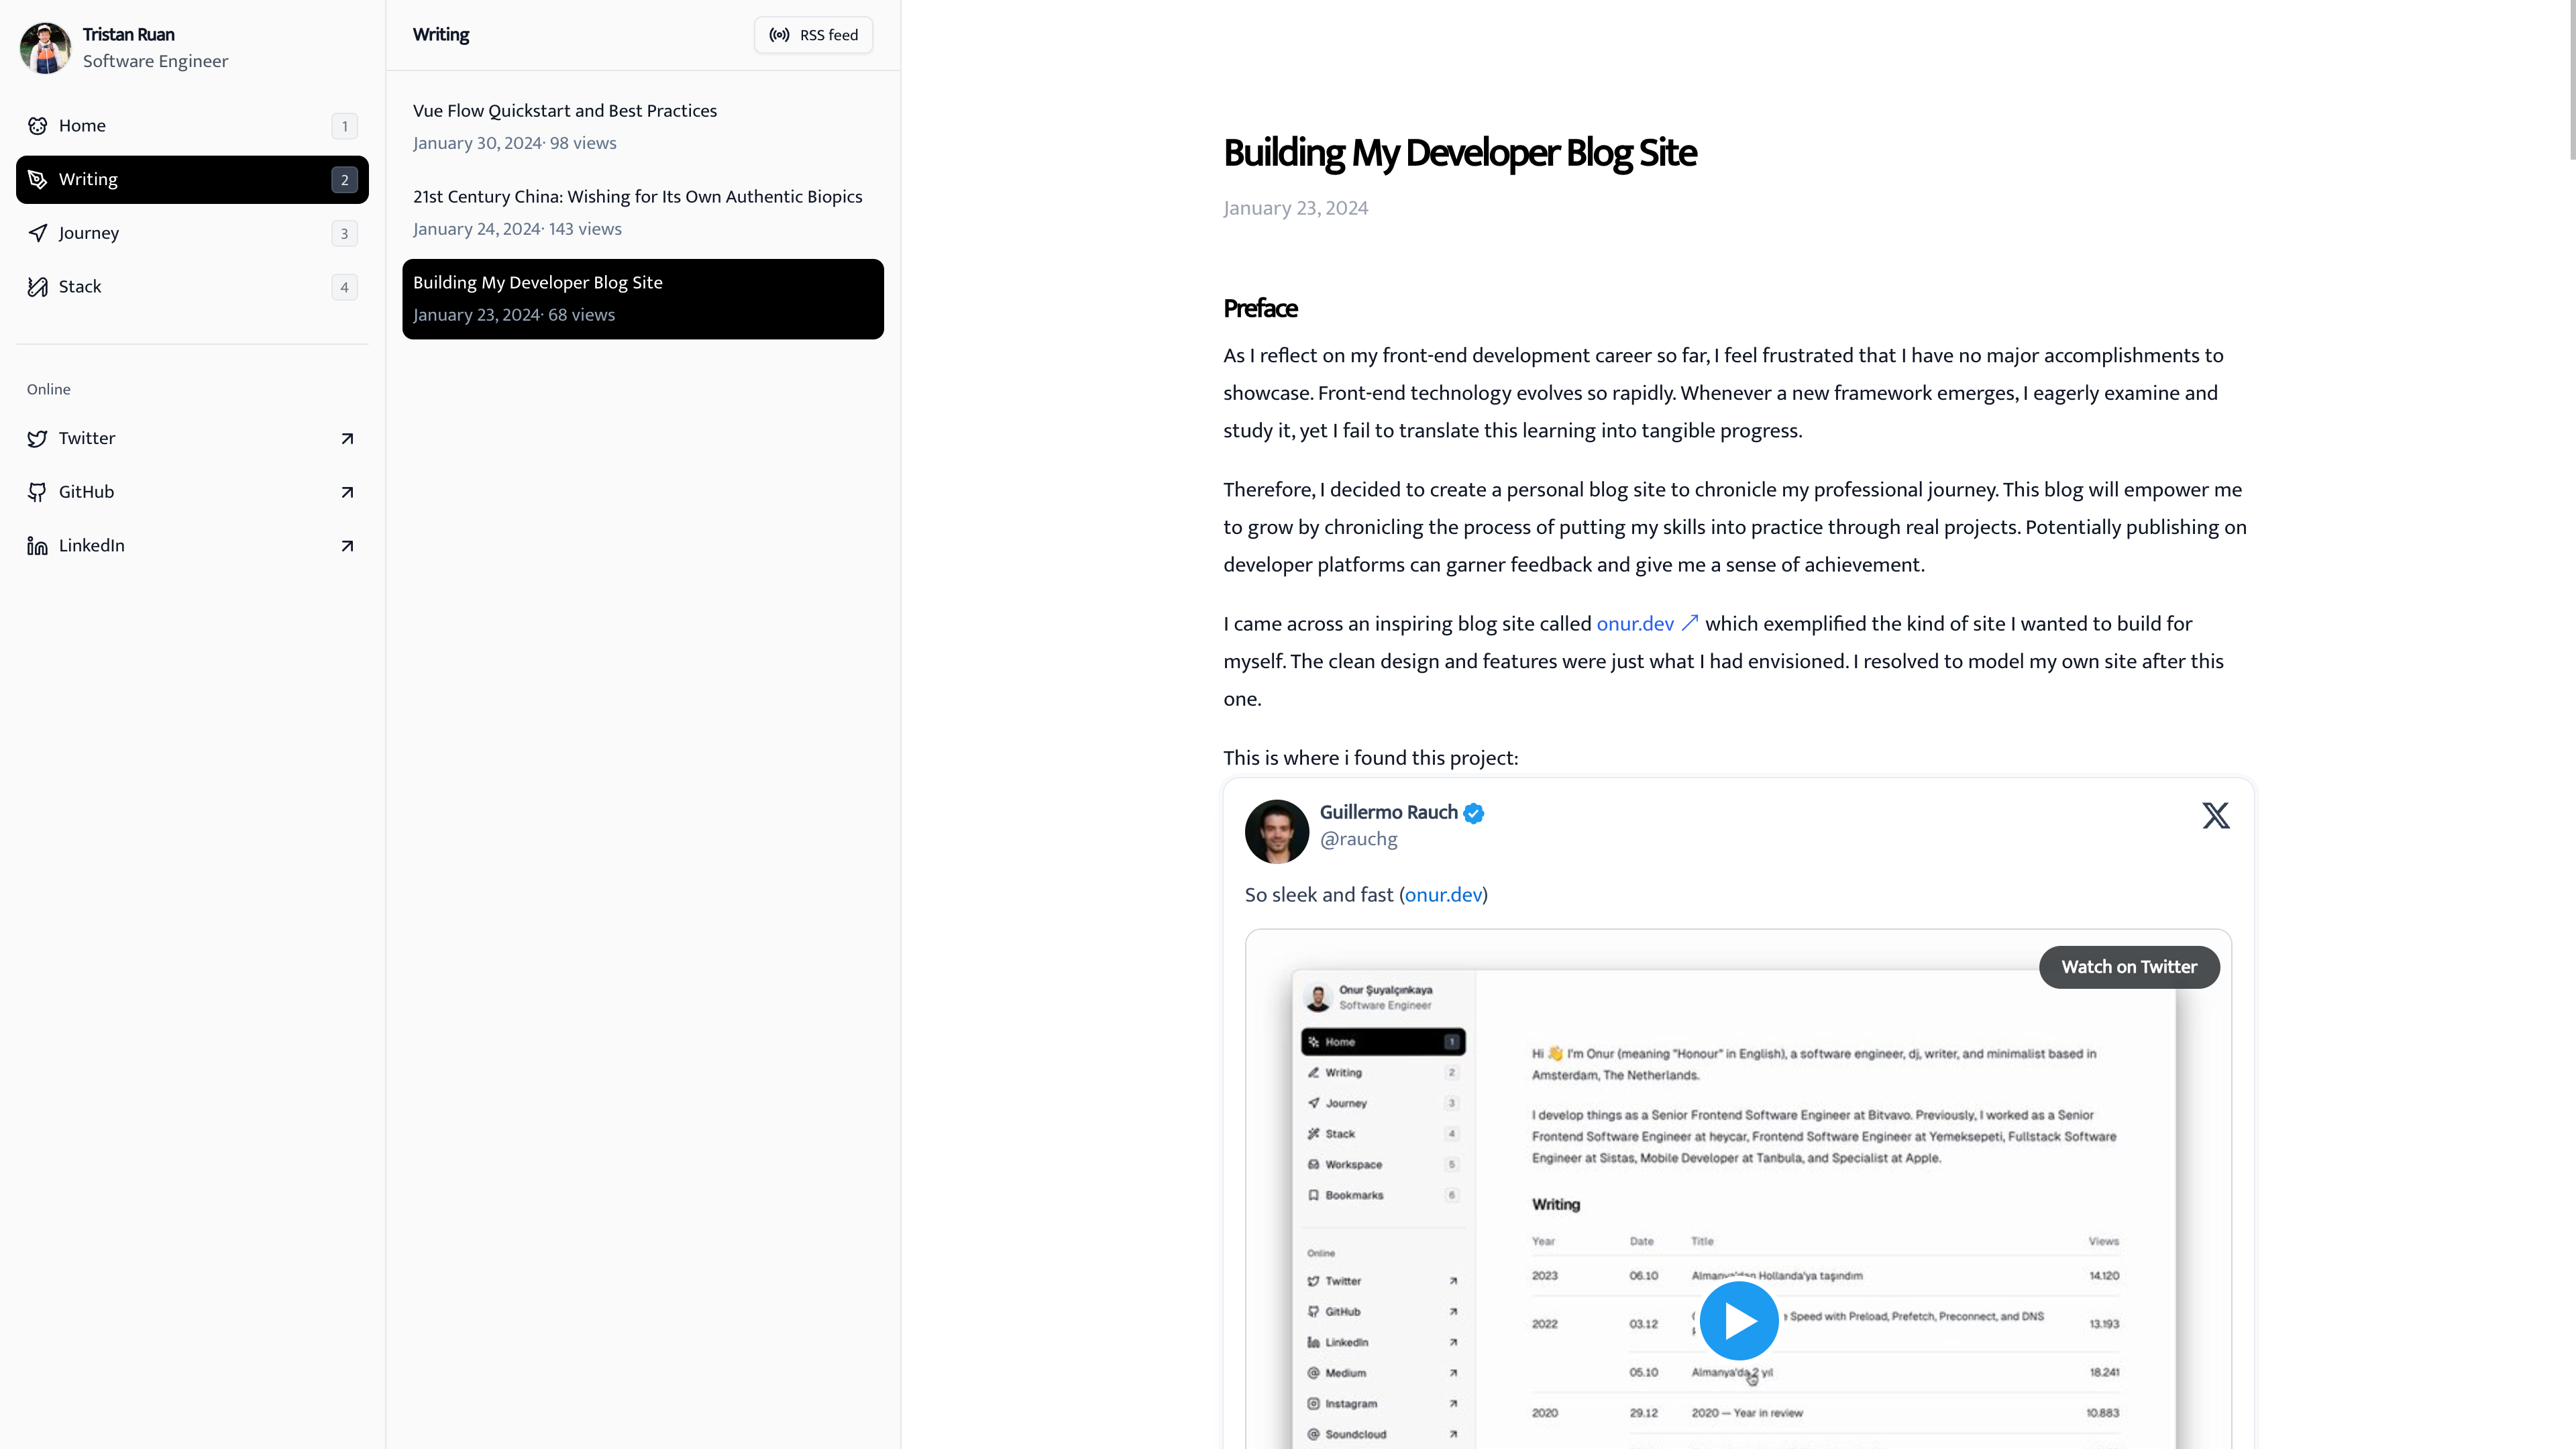 Tristan Ruan
Software Engineer
Home 1
Writing 2
Journey 3
Stack 4
Online
Twitter
GitHub
LinkedIn
Writing
RSS feed
Vue Flow Quickstart and Best Practices
January 30, 2024· 98 views
21st Century China: Wishing for Its Own Authentic Biopics
January 24, 2024· 143 views
Building My Developer Blog Site
January 23, 2024· 68 views
Building My Developer Blog Site
January 23, 2024
Preface
As I reflect on my front-end development career so far, I feel frustrated that I have no major accomplishments to
showcase. Front-end technology evolves so rapidly. Whenever a new framework emerges, I eagerly examine and
study it, yet I fail to translate this learning into tangible progress.
Therefore, I decided to create a personal blog site to chronicle my professional journey. This blog will empower me
to grow by chronicling the process of putting my skills into practice through real projects. Potentially publishing on
developer platforms can garner feedback and give me a sense of achievement.
I came across an inspiring blog site called onur.dev which exemplified the kind of site I wanted to build for
myself. The clean design and features were just what I had envisioned. I resolved to model my own site after this
one.
This is where i found this project:
Guillermo Rauch
@rauchg
So sleek and fast (onur.dev)
Watch on Twitter
Onur Şuyalçınkaya
Software Engineer
Home 1
Writing 2
Journey 3
Stack 4
Workspace 5
Bookmarks 6
Online
Twitter
GitHub
LinkedIn
Medium
Instagram
Soundcloud
Hi 👋 I'm Onur (meaning "Honour" in English), a software engineer, dj, writer, and minimalist based in
Amsterdam, The Netherlands.
I develop things as a Senior Frontend Software Engineer at Bitvavo. Previously, I worked as a Senior
Frontend Software Engineer at heycar, Frontend Software Engineer at Yemeksepeti, Fullstack Software
Engineer at Sistas, Mobile Developer at Tanbula, and Specialist at Apple.
Writing
Year Date Title Views
2023 06.10 Almanya'dan Hollanda'ya taşındım 14.120
2022 03.12 Speed with Preload, Prefetch, Preconnect, and DNS 13.193
05.10 Almanya'da 2 yıl 18.241
2020 29.12 2020 — Year in review 10.883